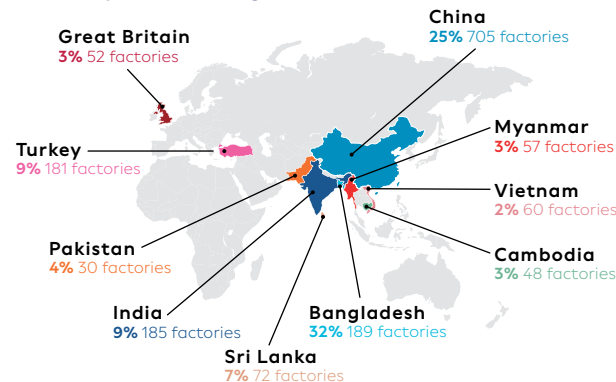 China
25% 705 factories
Great Britain
3% 52 factories
Myanmar
3% 57 factories
Turkey
9% 181 factories
Vietnam
2% 60 factories
Pakistan
4% 30 factories
Cambodia
3% 48 factories
India
9% 185 factories
Bangladesh
32% 189 factories
Sri Lanka
7% 72 factories